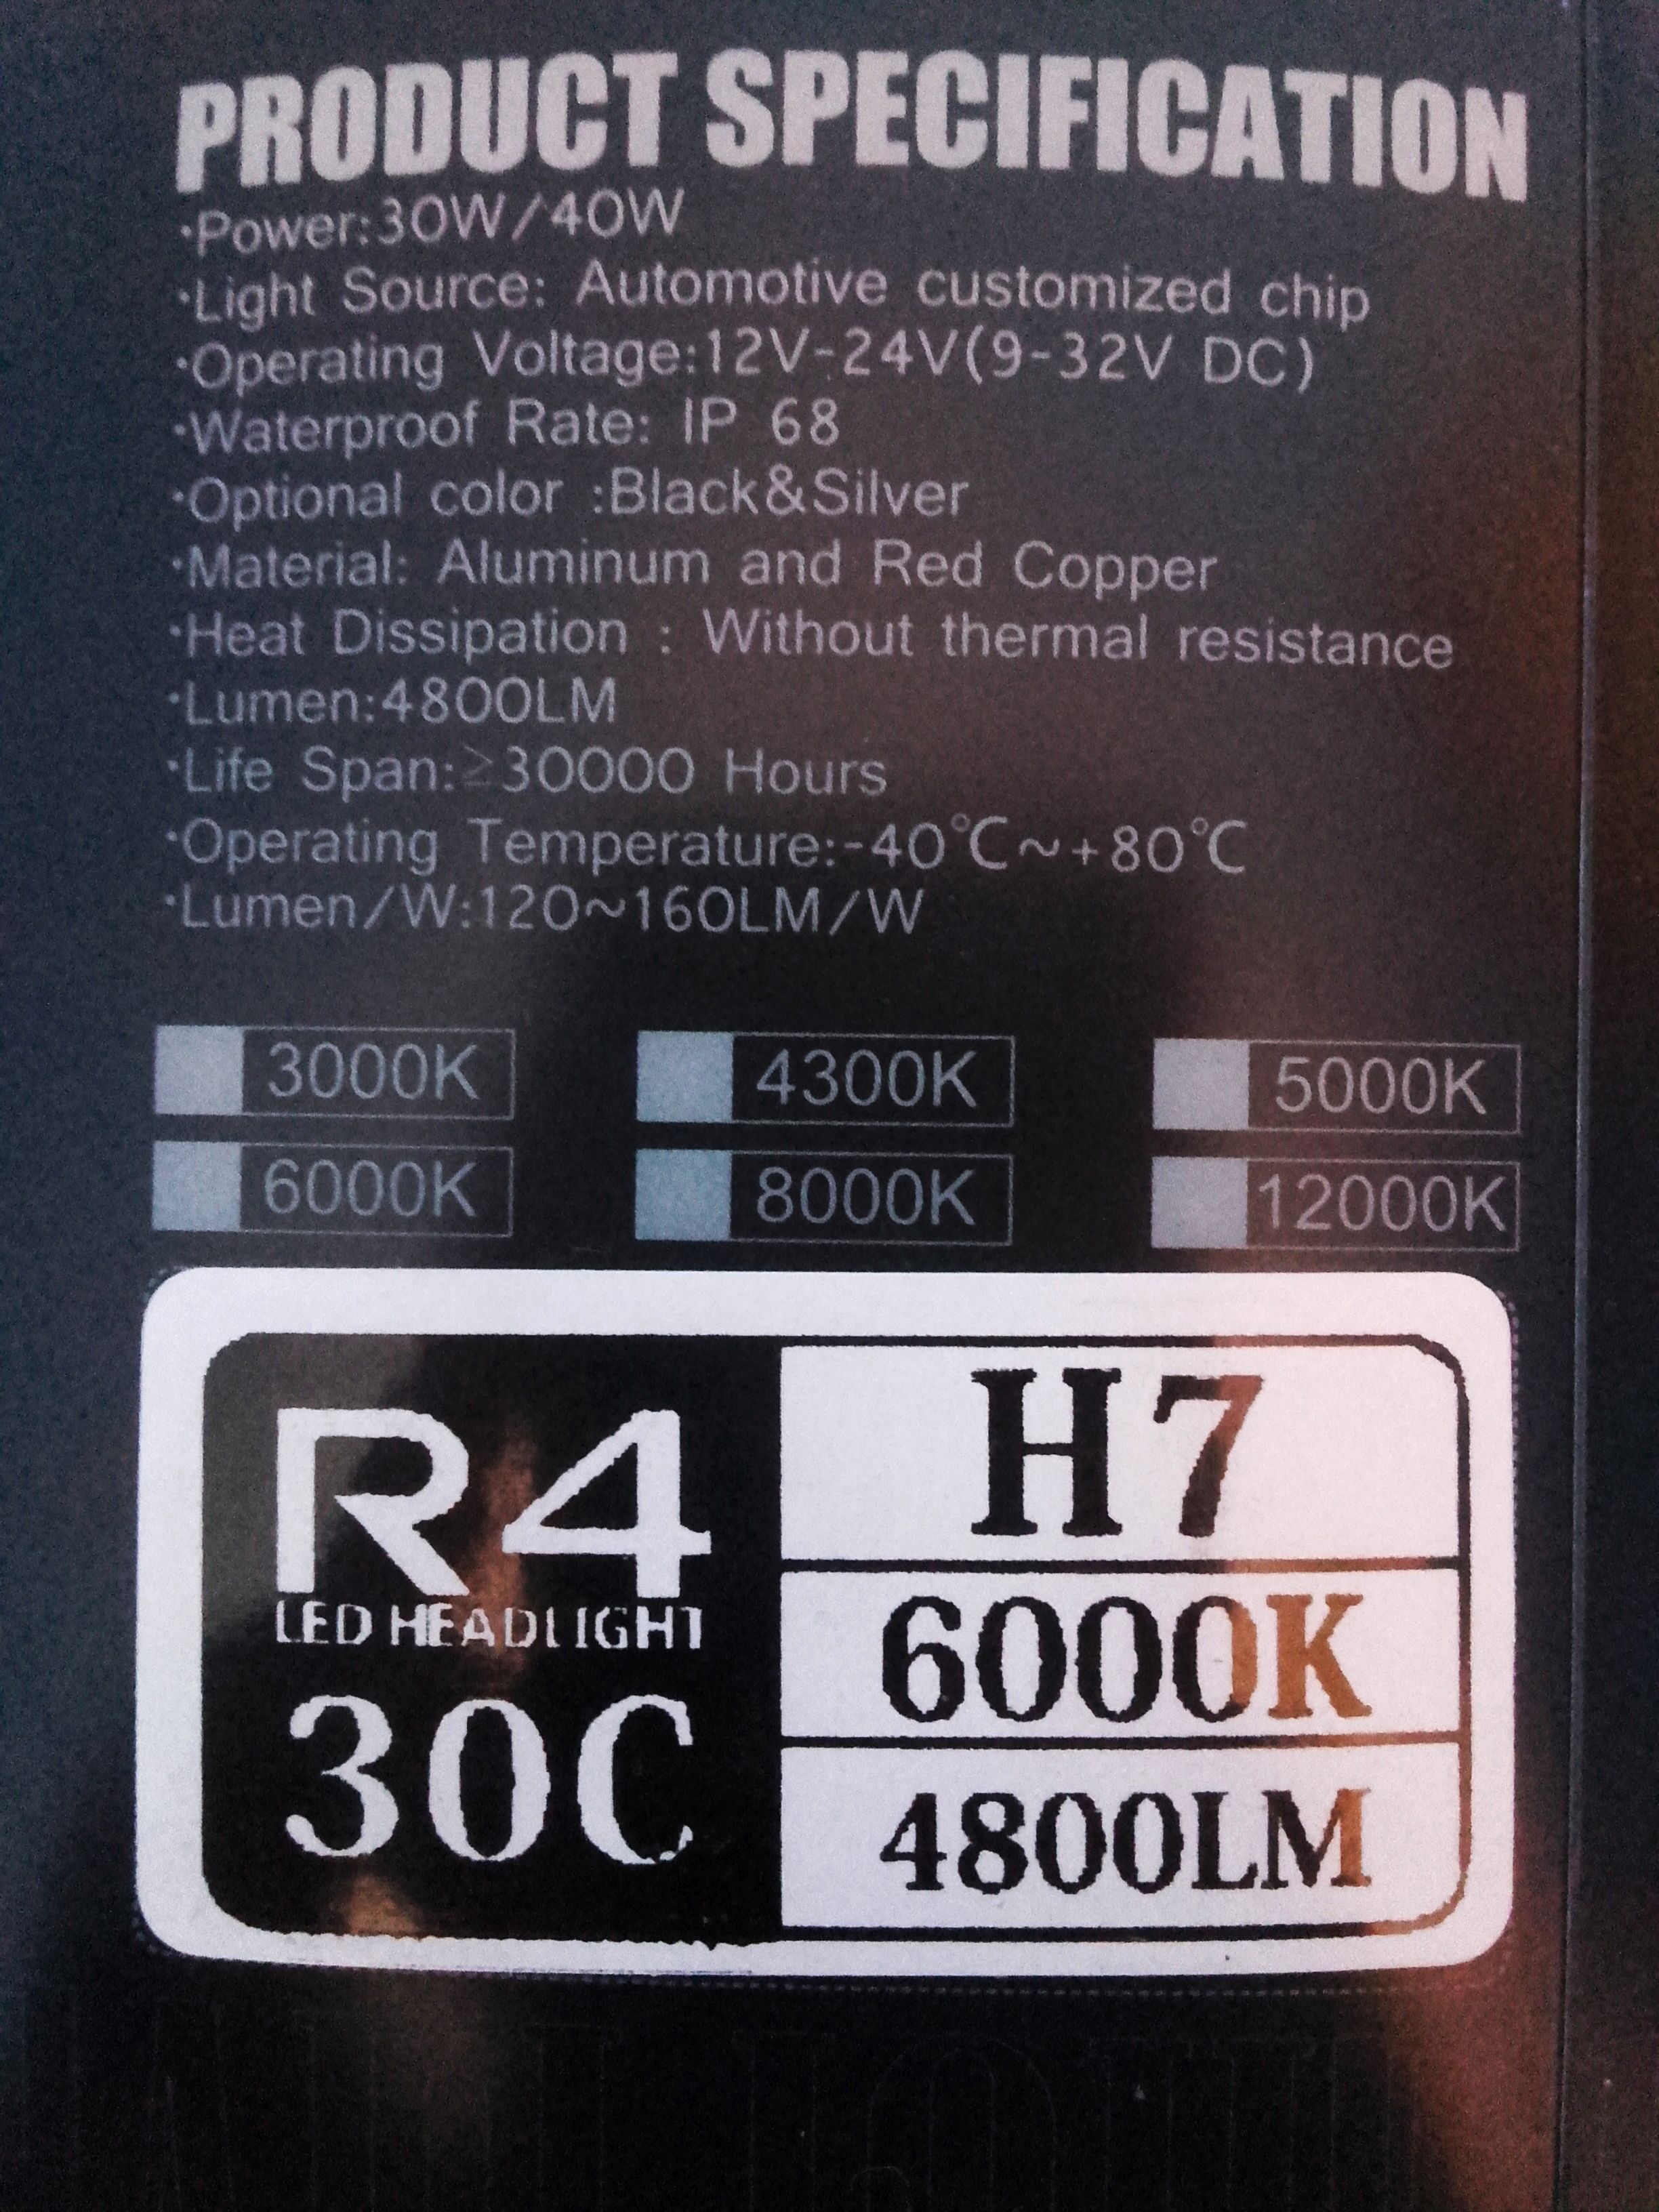 PRODUCT SPECIFICATION
·Power:30W/40W
·Light Source: Automotive customized chip
·Operating Voltage:12V-24V(9-32V DC)
·Waterproof Rate: IP 68
·Optional color :Black&Silver
·Material: Aluminum and Red Copper
·Heat Dissipation : Without thermal resistance
·Lumen:4800LM
·Life Span:≥30000 Hours
·Operating Temperature:-40℃~+80℃
·Lumen/W:120~160LM/W
3000K 4300K 5000K
6000K 8000K 12000K
R4
LED HEADLIGHT
30C
H7
6000K
4800LM